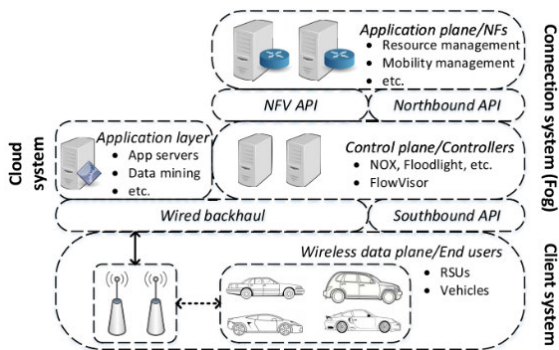 Application plane/NFs
• Resource management
• Mobility management
• etc.
NFV API
Northbound API
Application layer
• App servers
• Data mining
• etc.
Control plane/Controllers
• NOX, Floodlight, etc.
• FlowVisor
Wired backhaul
Southbound API
Wireless data plane/End users
• RSUs
• Vehicles
Cloud
system
Connection system (Fog)
Client system